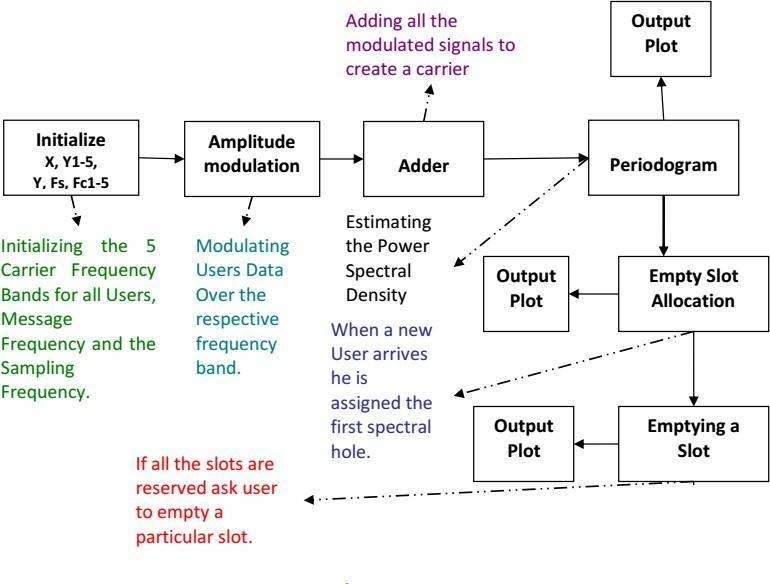 Adding all the
modulated signals to
create a carrier
Output
Plot
Initialize
X, Y1-5,
Y, Fs, Fc1-5
Amplitude
modulation
Adder
Periodogram
Initializing the 5
Carrier Frequency
Bands for all Users,
Message
Frequency and the
Sampling
Frequency.
Modulating
Users Data
Over the
respective
frequency
band.
Estimating
the Power
Spectral
Density
Output
Plot
Empty Slot
Allocation
When a new
User arrives
he is
assigned the
first spectral
hole.
Output
Plot
Emptying a
Slot
If all the slots are
reserved ask user
to empty a
particular slot.